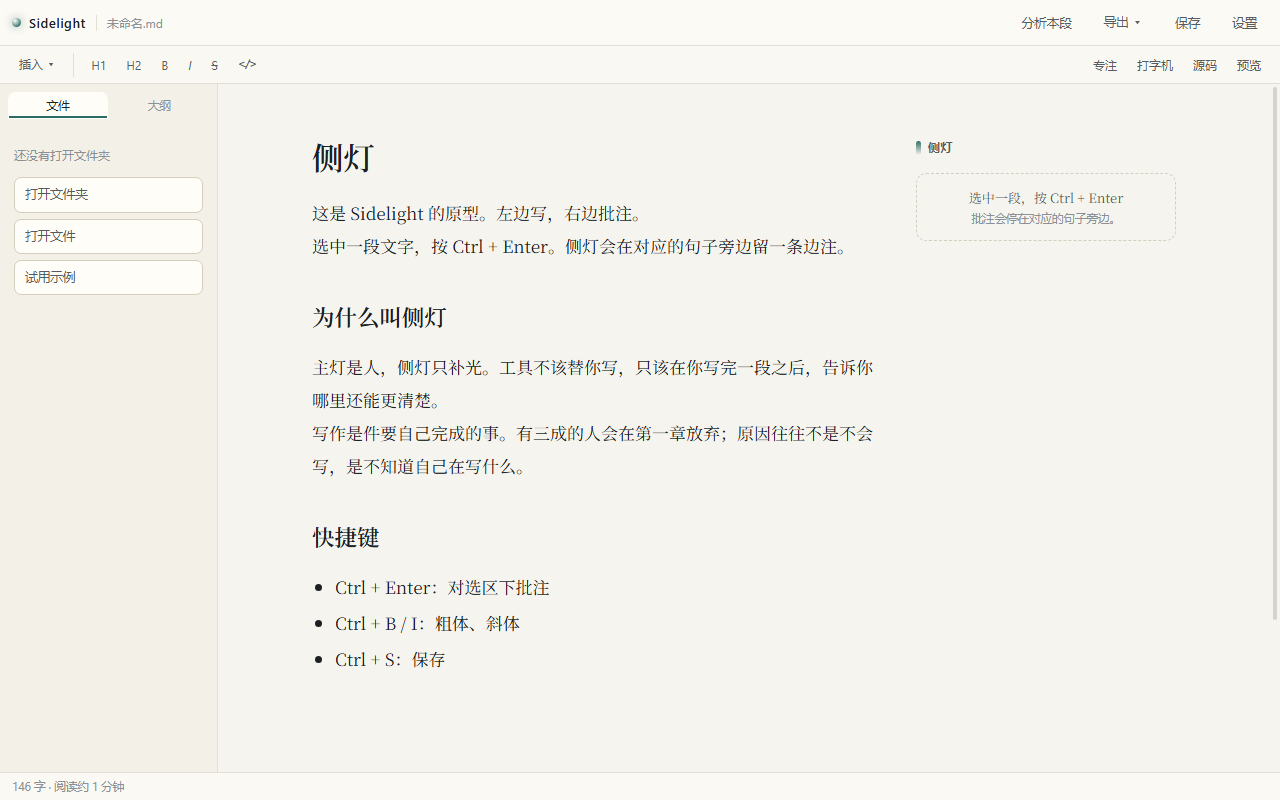 Sidelight 未命名.md 分析本段 导出 保存 设置
插入 H1 H2 B I S </> 专注 打字机 源码 预览
文件 大纲
还没有打开文件夹
打开文件夹
打开文件
试用示例
侧灯
这是 Sidelight 的原型。左边写，右边批注。
选中一段文字，按 Ctrl + Enter。侧灯会在对应的句子旁边留一条边注。
为什么叫侧灯
主灯是人，侧灯只补光。工具不该替你写，只该在你写完一段之后，告诉你
哪里还能更清楚。
写作是件要自己完成的事。有三成的人会在第一章放弃；原因往往不是不会
写，是不知道自己在写什么。
快捷键
Ctrl + Enter：对选区下批注
Ctrl + B / I：粗体、斜体
Ctrl + S：保存
侧灯
选中一段，按 Ctrl + Enter
批注会停在对应的句子旁边。
146 字 · 阅读约 1 分钟